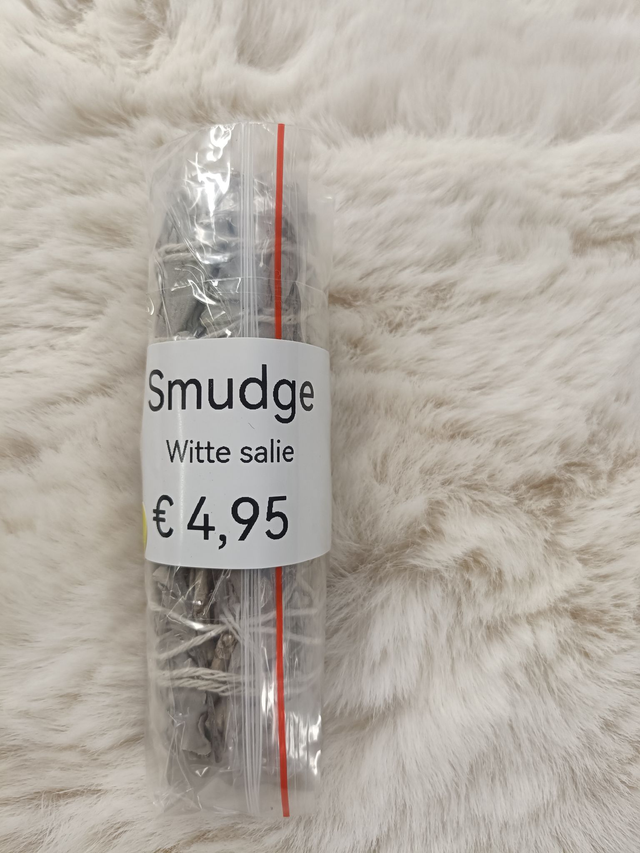 Smudge
Witte salie
€ 4,95